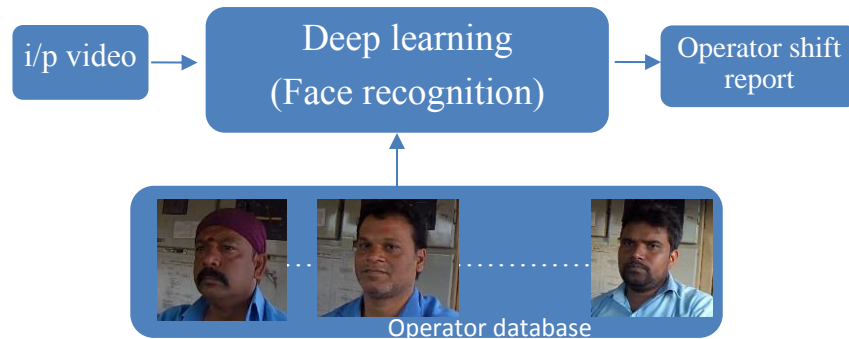 i/p video
Deep learning
(Face recognition)
Operator shift
report
Operator database